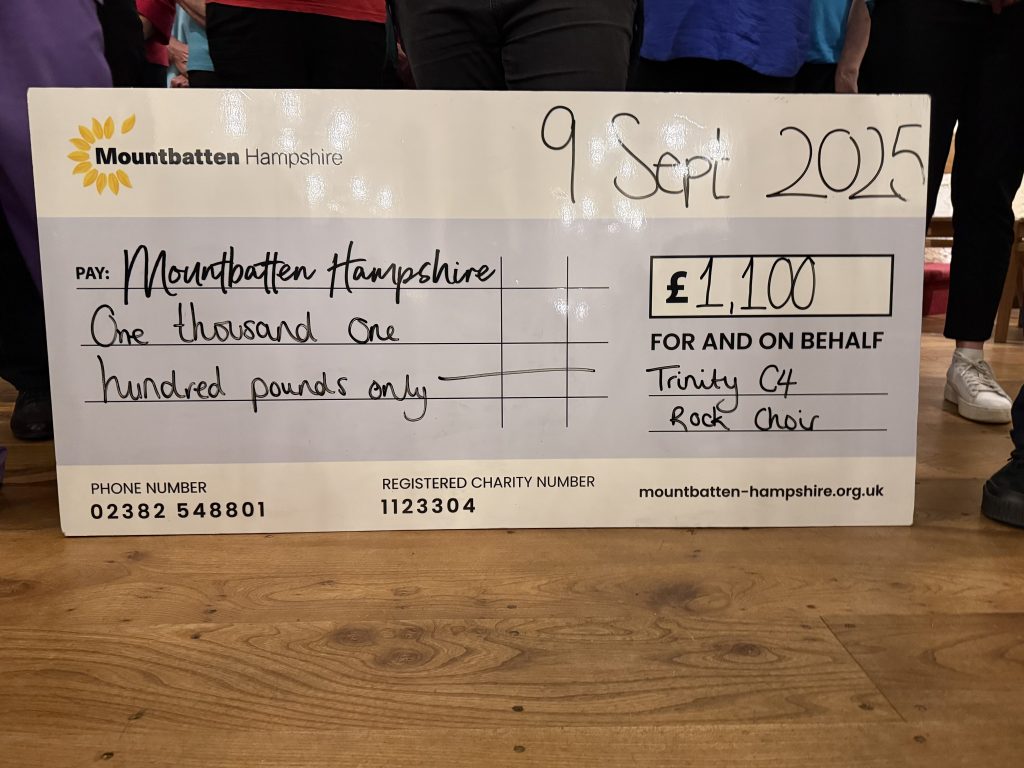 Mountbatten Hampshire
9 Sept 2025
PAY: Mountbatten Hampshire
One thousand one
hundred pounds only
£1,100
FOR AND ON BEHALF
Trinity C4
Rock Choir
PHONE NUMBER
02382 548801
REGISTERED CHARITY NUMBER
1123304
mountbatten-hampshire.org.uk